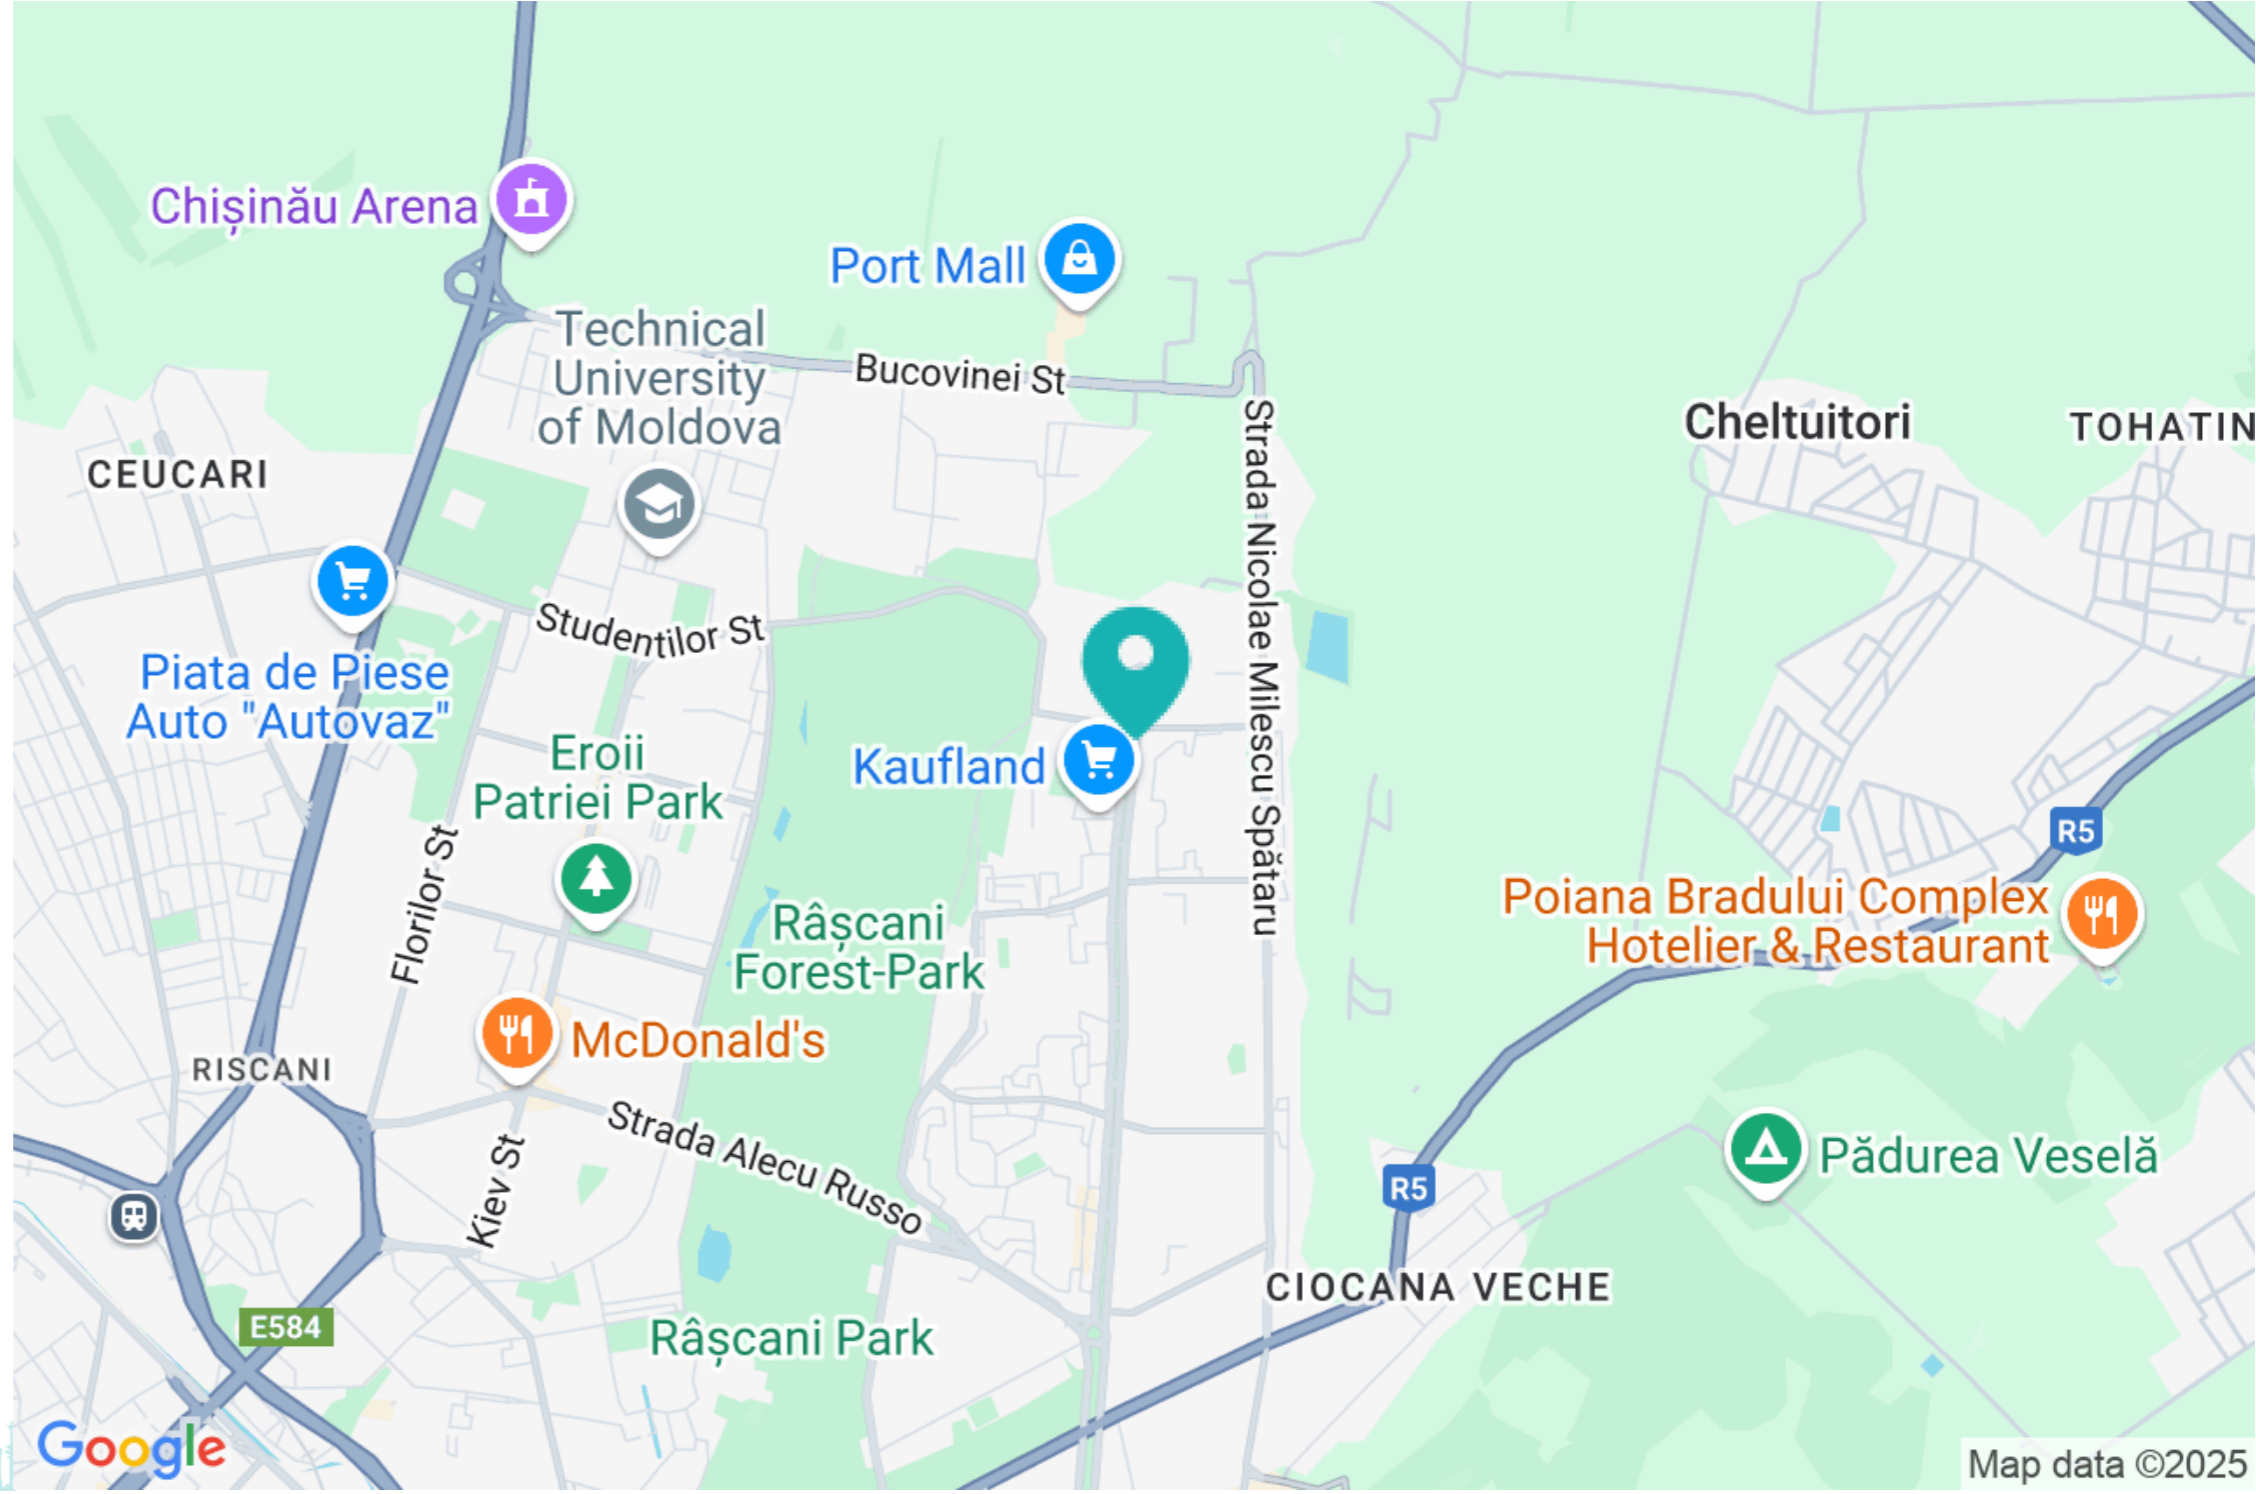 Chișinău Arena
Port Mall
Technical
University
of Moldova
Bucovinei St
Cheltuitori
TOHATIN
CEUCARI
Strada Nicolae Milescu Spătaru
Studentilor St
Piata de Piese
Auto "Autovaz"
Eroii
Patriei Park
Kaufland
R5
Florilor St
Poiana Bradului Complex
Hotelier & Restaurant
Râșcani
Forest-Park
McDonald's
RISCANI
Strada Alecu Russo
Kiev St
Pădurea Veselă
R5
CIOCANA VECHE
E584
Râșcani Park
Google
Map data ©2025